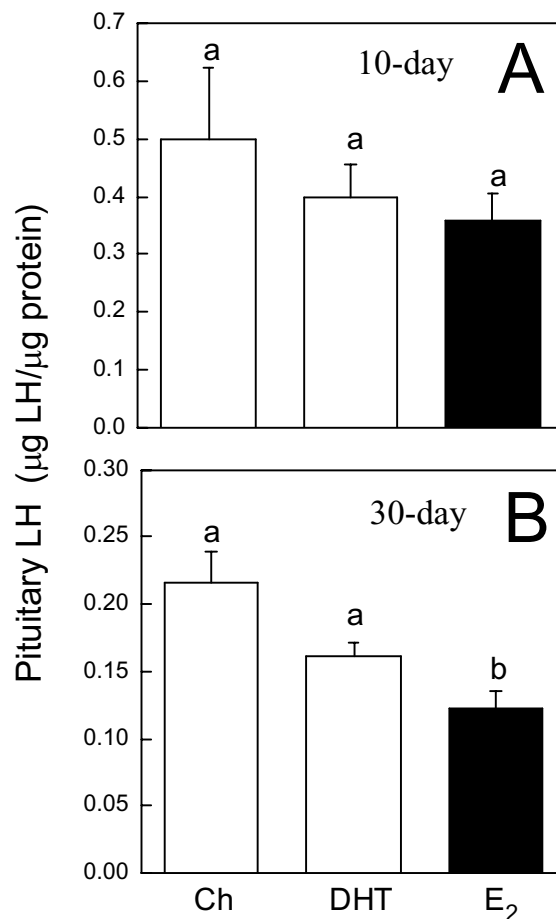 Pituitary LH (μg LH/μg protein)
0.7
0.6
0.5
0.4
0.3
0.2
0.1
0.0
a
a
a
10-day
A
0.30
0.25
0.20
0.15
0.10
0.05
0.00
a
a
b
30-day
B
Ch DHT E₂